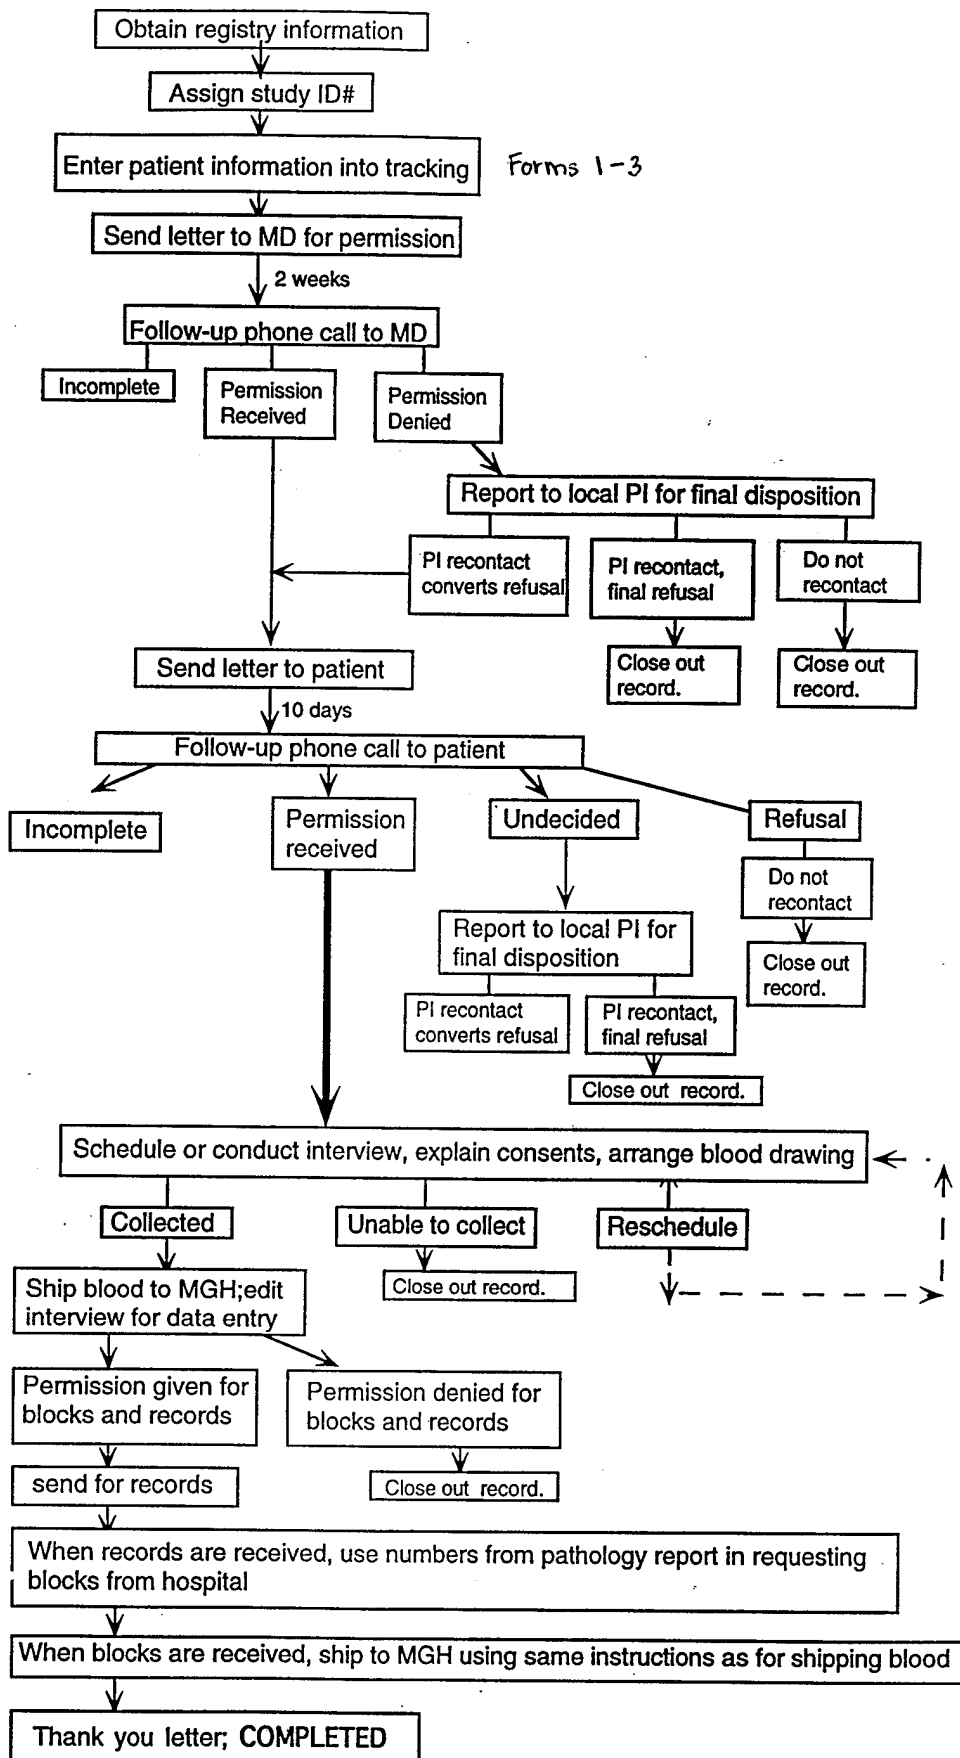 Obtain registry information
Assign study ID#
Enter patient information into tracking
Forms 1-3
Send letter to MD for permission
2 weeks
Follow-up phone call to MD
Incomplete
Permission
Received
Permission
Denied
Report to local PI for final disposition
PI recontact
converts refusal
PI recontact,
final refusal
Do not
recontact
Close out
record.
Close out
record.
Send letter to patient
10 days
Follow-up phone call to patient
Incomplete
Permission
received
Undecided
Refusal
Do not
recontact
Close out
record.
Report to local PI for
final disposition
PI recontact
converts refusal
PI recontact,
final refusal
Close out record.
Schedule or conduct interview, explain consents, arrange blood drawing
Collected
Unable to collect
Reschedule
Close out record.
Ship blood to MGH;edit
interview for data entry
Permission given for
blocks and records
Permission denied for
blocks and records
send for records
Close out record.
When records are received, use numbers from pathology report in requesting
blocks from hospital
When blocks are received, ship to MGH using same instructions as for shipping blood
Thank you letter; COMPLETED